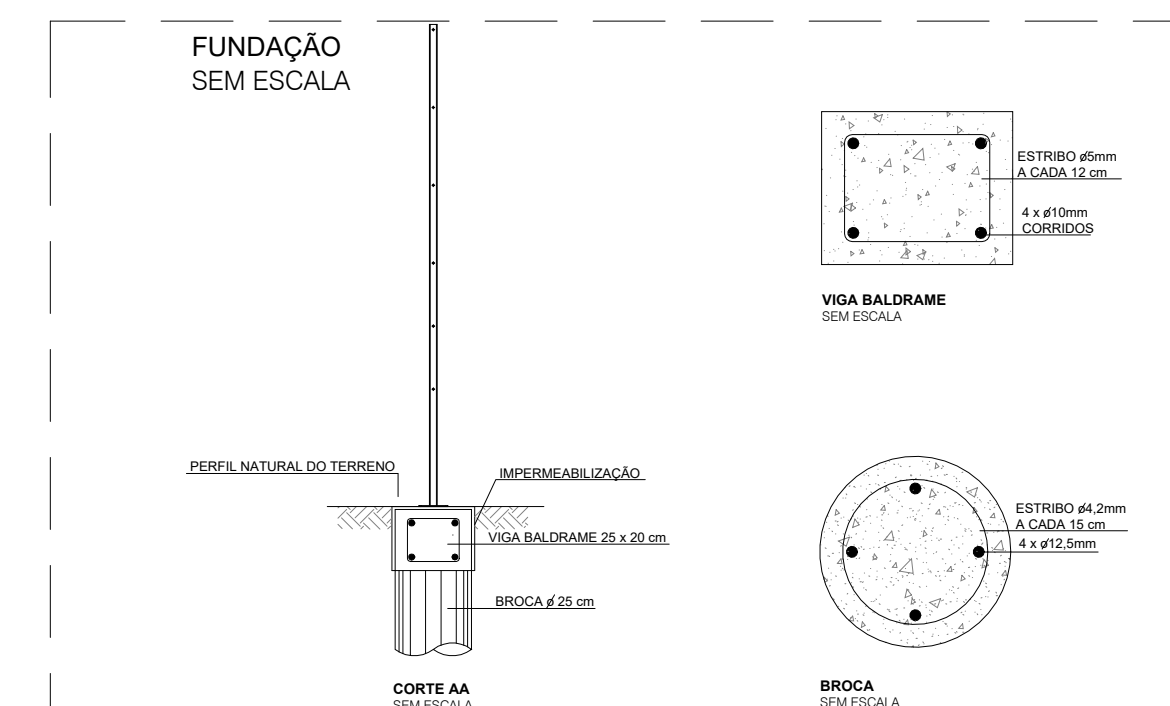 FUNDAÇÃO
SEM ESCALA
ESTRIBO ø5mm
A CADA 12 cm
4 x ø10mm
CORRIDOS
VIGA BALDRAME
SEM ESCALA
PERFIL NATURAL DO TERRENO
IMPERMEABILIZAÇÃO
VIGA BALDRAME 25 x 20 cm
BROCA ø 25 cm
CORTE AA
SEM ESCALA
ESTRIBO ø4,2mm
A CADA 15 cm
4 x ø12,5mm
BROCA
SEM ESCALA